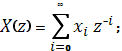 X(z) = ∑_{i=0}^{∞} x_i z^{-i} ;